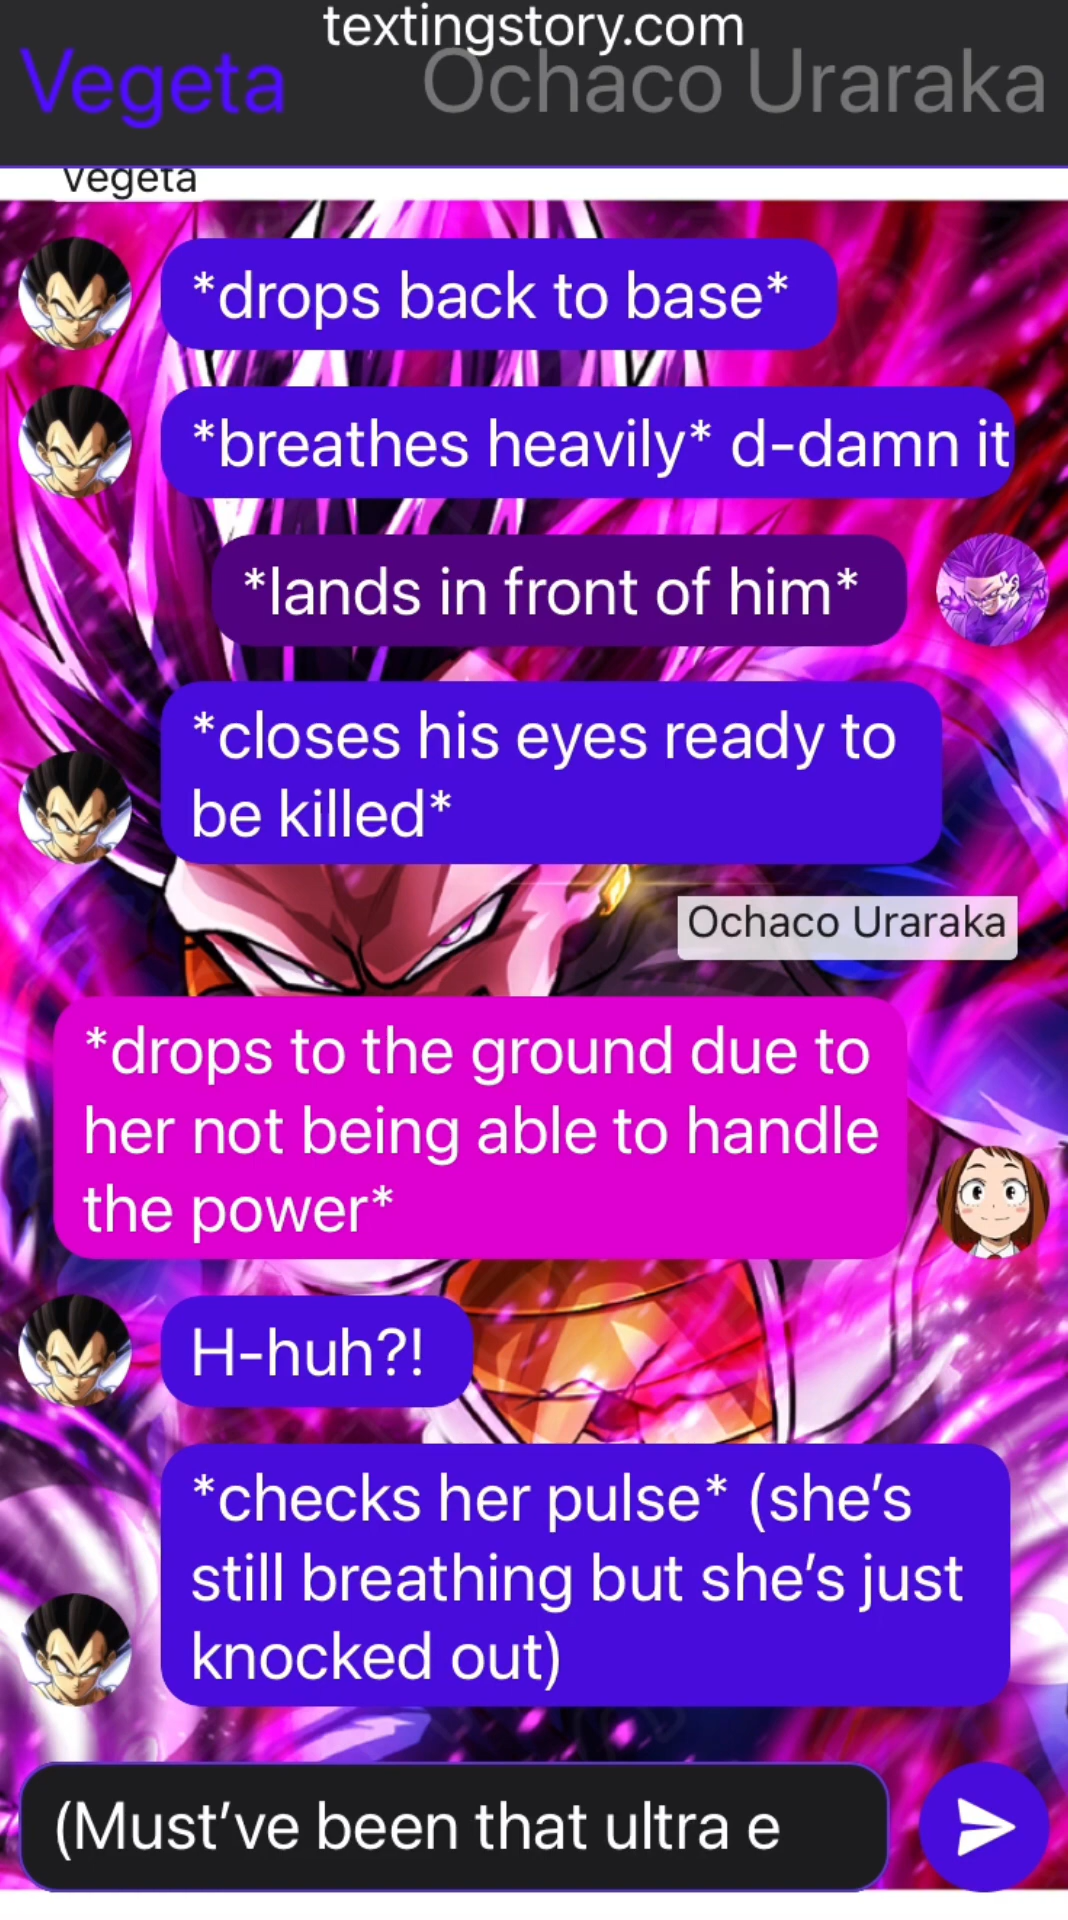 textingstory.com
Vegeta Ochaco Uraraka
vegeta
*drops back to base*
*breathes heavily* d-damn it
*lands in front of him*
*closes his eyes ready to
be killed*
Ochaco Uraraka
*drops to the ground due to
her not being able to handle
the power*
H-huh?!
*checks her pulse* (she’s
still breathing but she’s just
knocked out)
(Must’ve been that ultra e